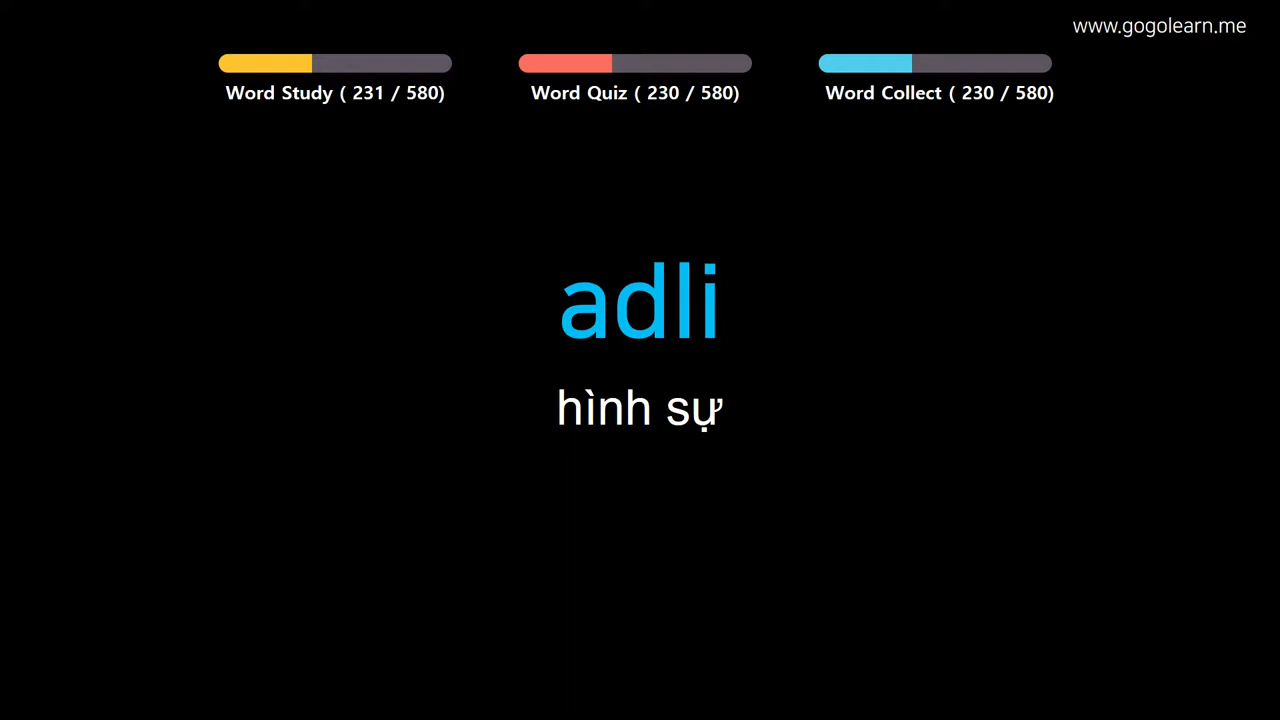 www.gogolearn.me
Word Study ( 231 / 580)
Word Quiz ( 230 / 580)
Word Collect ( 230 / 580)
adli
hình sự